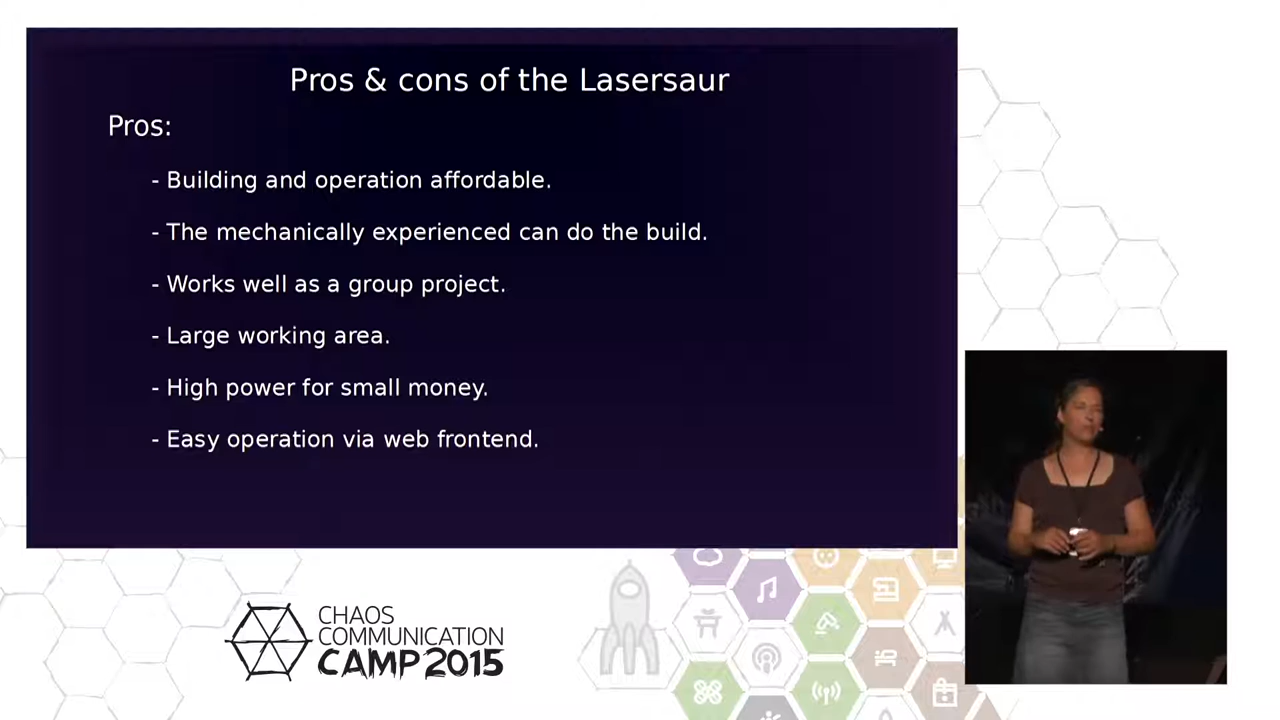 Pros & cons of the Lasersaur
Pros:
- Building and operation affordable.
- The mechanically experienced can do the build.
- Works well as a group project.
- Large working area.
- High power for small money.
- Easy operation via web frontend.
CHAOS
COMMUNICATION
CAMP 2015